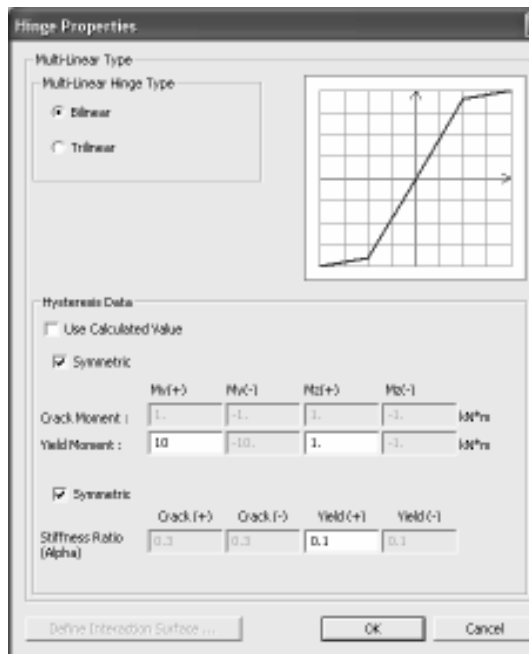 Hinge Properties
Multi-Linear Type
Multi-Linear Hinge Type
Bilinear
Trilinear
Hysteresis Data
Use Calculated Value
Symmetric
My(+) My(-) Mz(+) Mz(-)
Crack Moment : 1. -1. 1. -1. kN*m
Yield Moment : 10 -10. 1. -1. kN*m
Symmetric
Crack (+) Crack (-) Yield (+) Yield (-)
Stiffness Ratio
(Alpha) 0.3 0.3 0.1 0.1
Define Interaction Surface ... OK Cancel